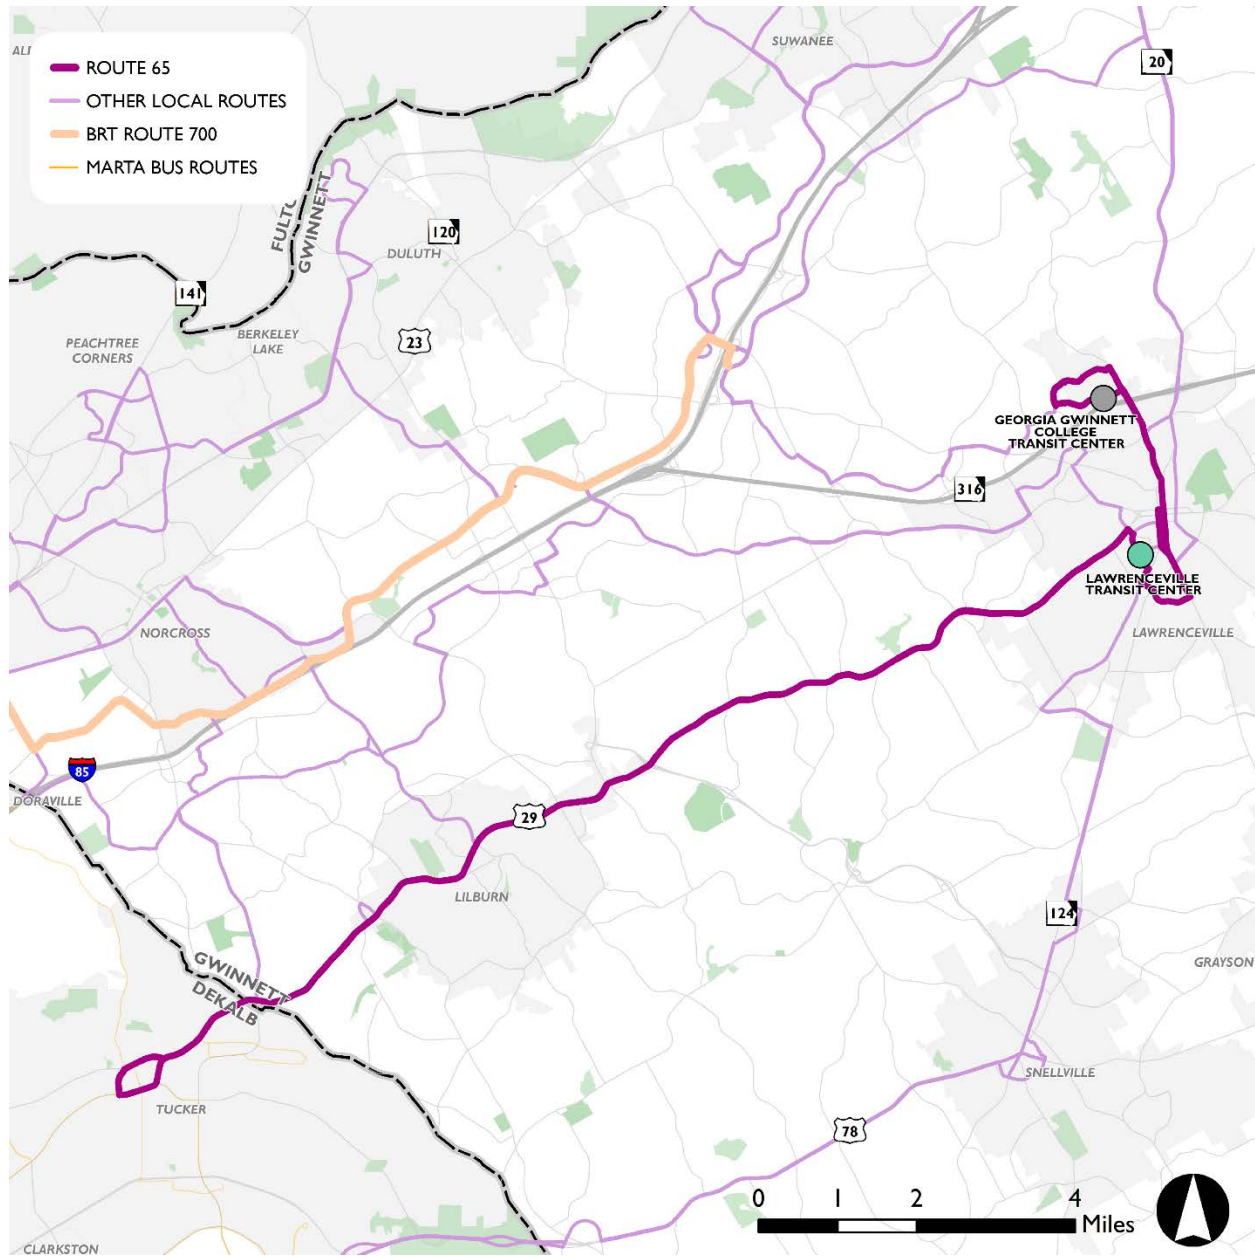 SUWANEE
20
ROUTE 65
OTHER LOCAL ROUTES
BRT ROUTE 700
MARTA BUS ROUTES
GWINNETT
120
DULUTH
141
PEACHTREE
CORNERS
BERKELEY
LAKE
23
GEORGIA GWINNETT
COLLEGE
TRANSIT CENTER
316
LAWRENCEVILLE
TRANSIT CENTER
NORCROSS
LAWRENCEVILLE
85
DORAVILLE
29
LILBURN
124
GWINNETT
DEKALB
GRAYSON
SNELLVILLE
TUCKER
78
0 1 2 4
Miles
CLARKSTON